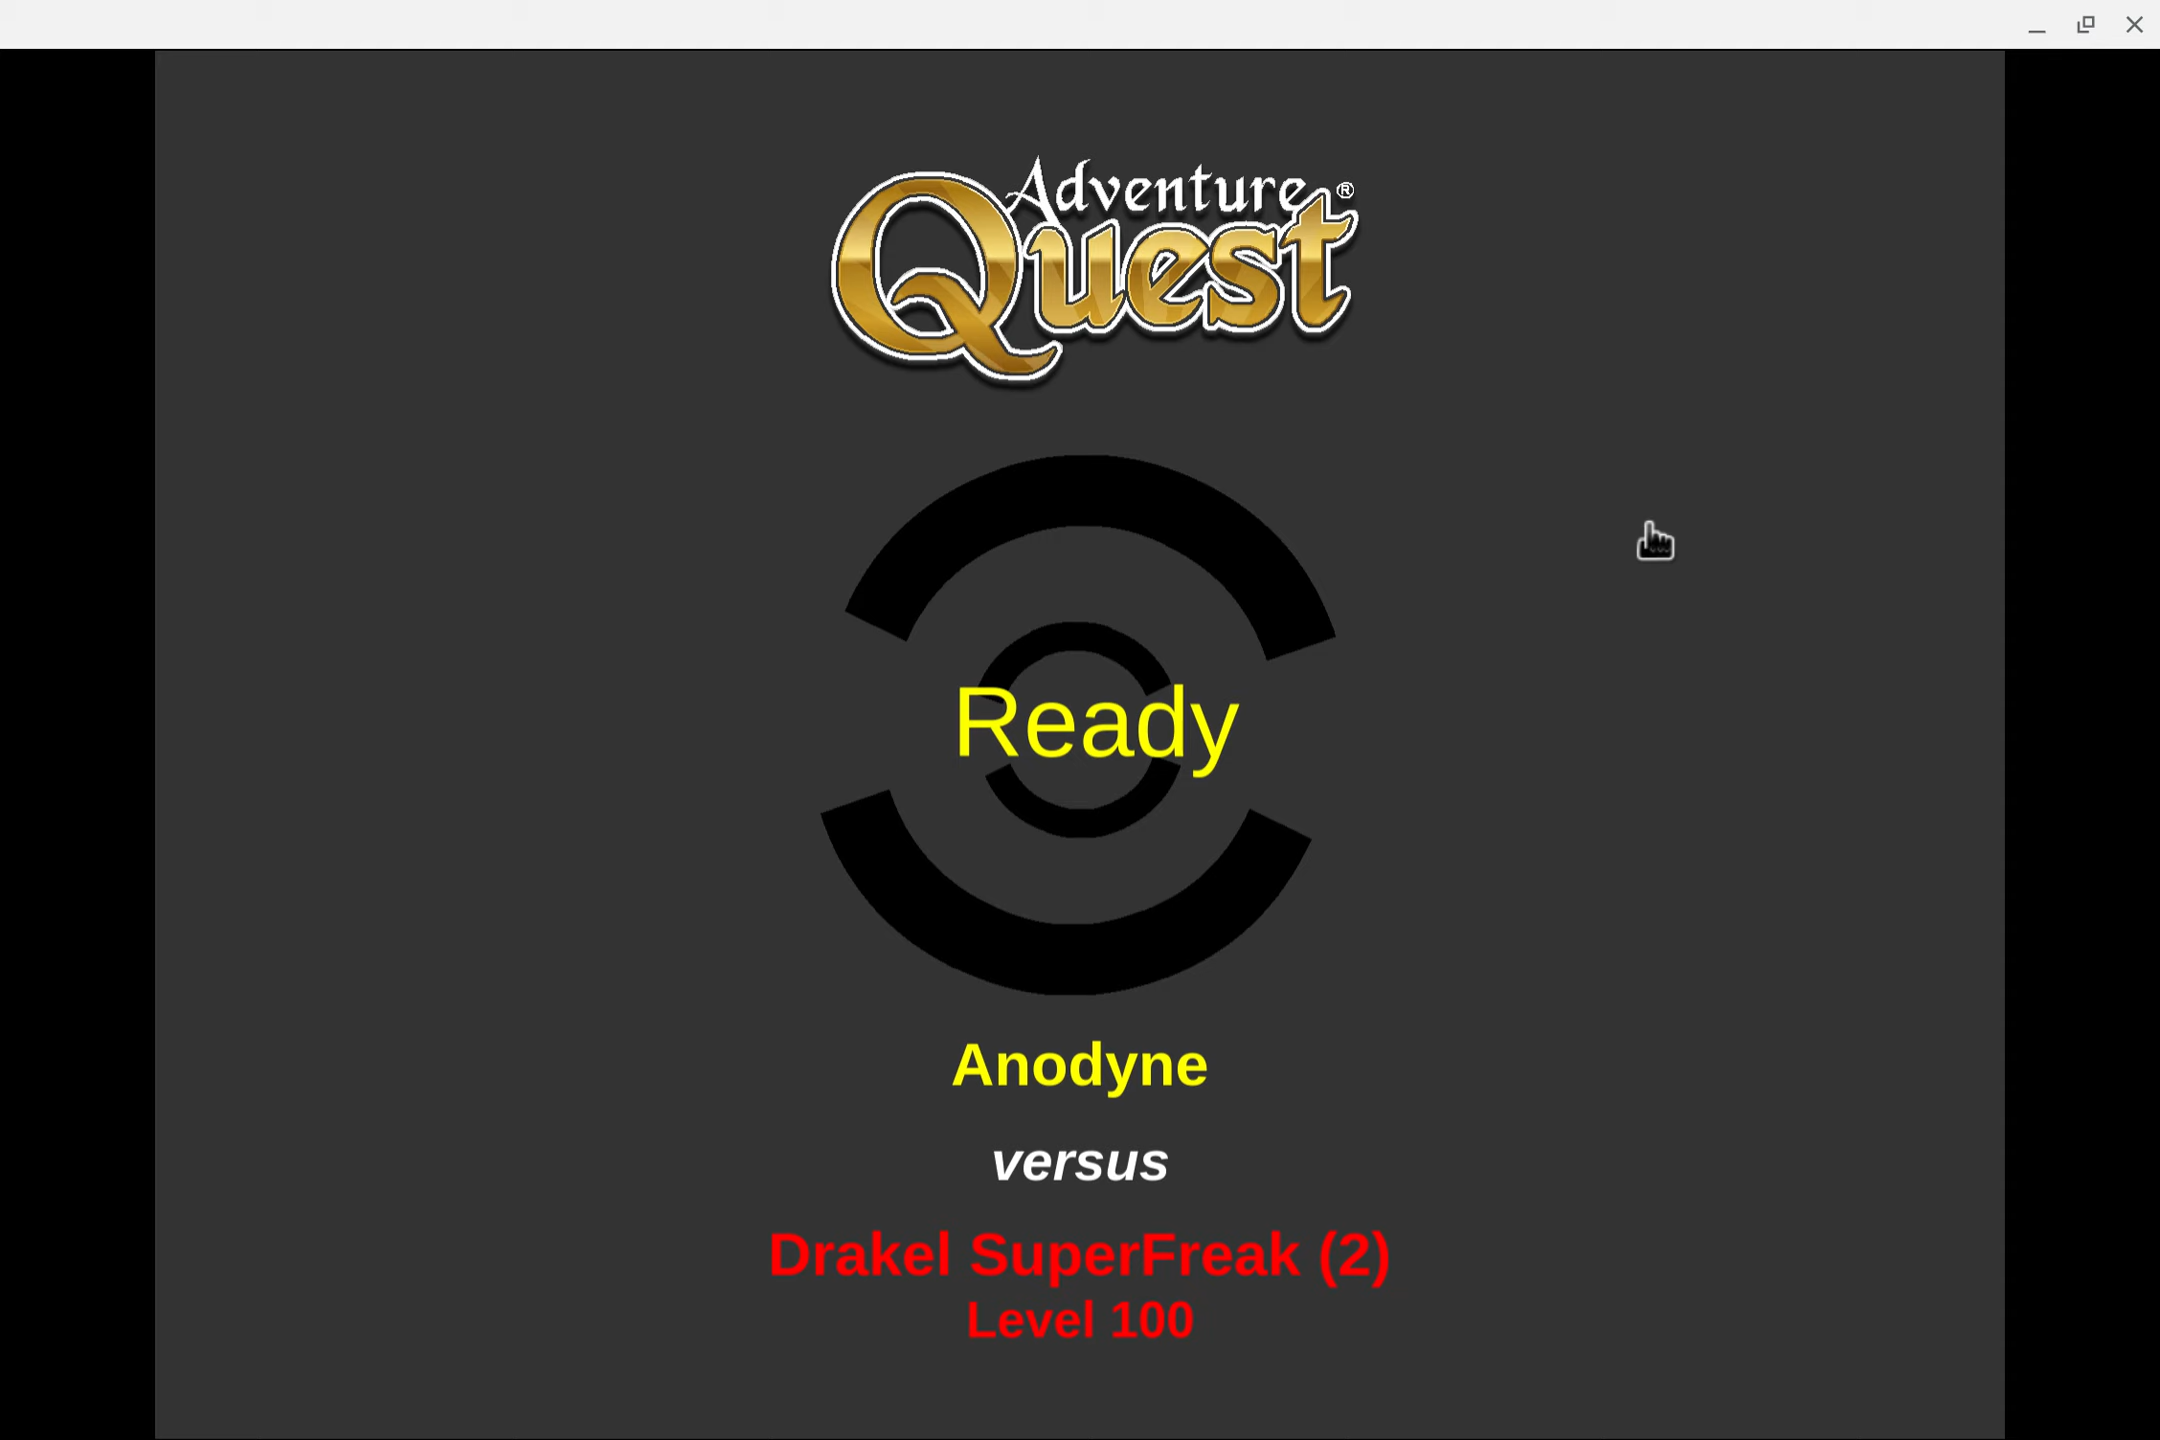 Adventure
Quest®
Ready
Anodyne
versus
Drakel SuperFreak (2)
Level 100